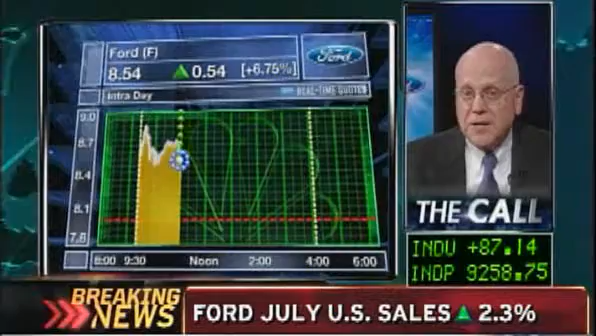 Ford (F)
8.54 ▲ 0.54 [+6.75%]
Ford
Intra Day
REAL-TIME QUOTES
9.0
8.7
8.4
8.1
7.8
8:00 9:30 Noon 2:00 4:00 6:00
THE CALL
INDU +87.14
INDP 9258.75
BREAKING NEWS
FORD JULY U.S. SALES ▲ 2.3%